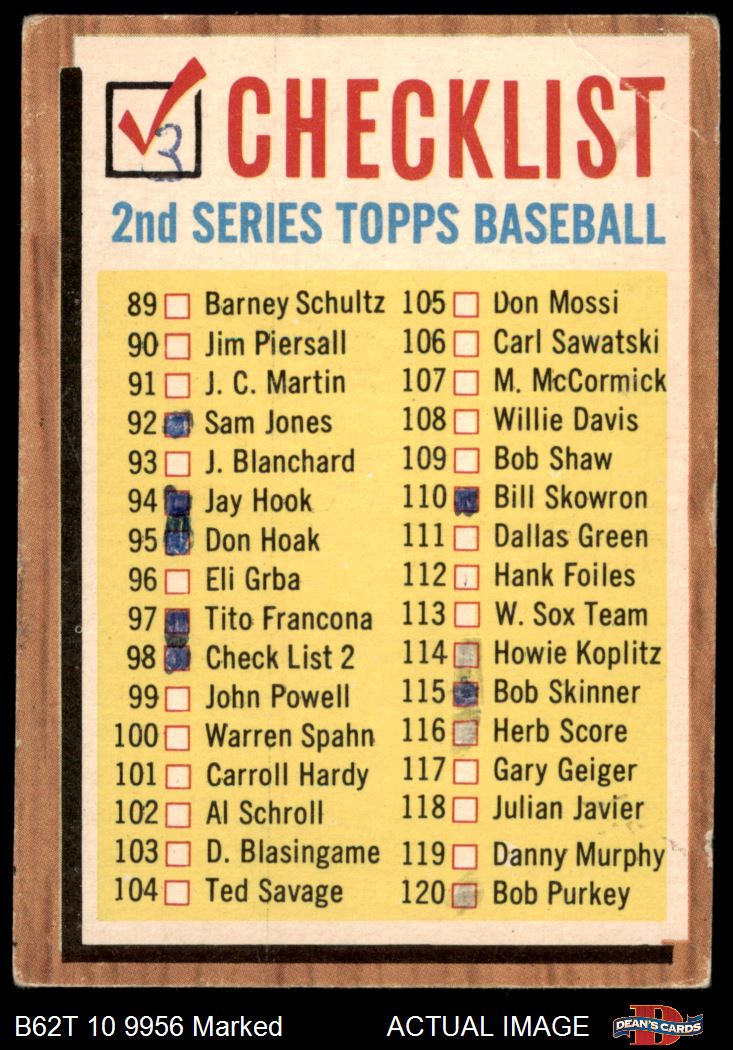 3
CHECKLIST
2nd SERIES TOPPS BASEBALL
89 Barney Schultz
90 Jim Piersall
91 J. C. Martin
92 Sam Jones
93 J. Blanchard
94 Jay Hook
95 Don Hoak
96 Eli Grba
97 Tito Francona
98 Check List 2
99 John Powell
100 Warren Spahn
101 Carroll Hardy
102 Al Schroll
103 D. Blasingame
104 Ted Savage
105 Don Mossi
106 Carl Sawatski
107 M. McCormick
108 Willie Davis
109 Bob Shaw
110 Bill Skowron
111 Dallas Green
112 Hank Foiles
113 W. Sox Team
114 Howie Koplitz
115 Bob Skinner
116 Herb Score
117 Gary Geiger
118 Julian Javier
119 Danny Murphy
120 Bob Purkey
B62T 10 9956 Marked ACTUAL IMAGE DEAN'S CARDS